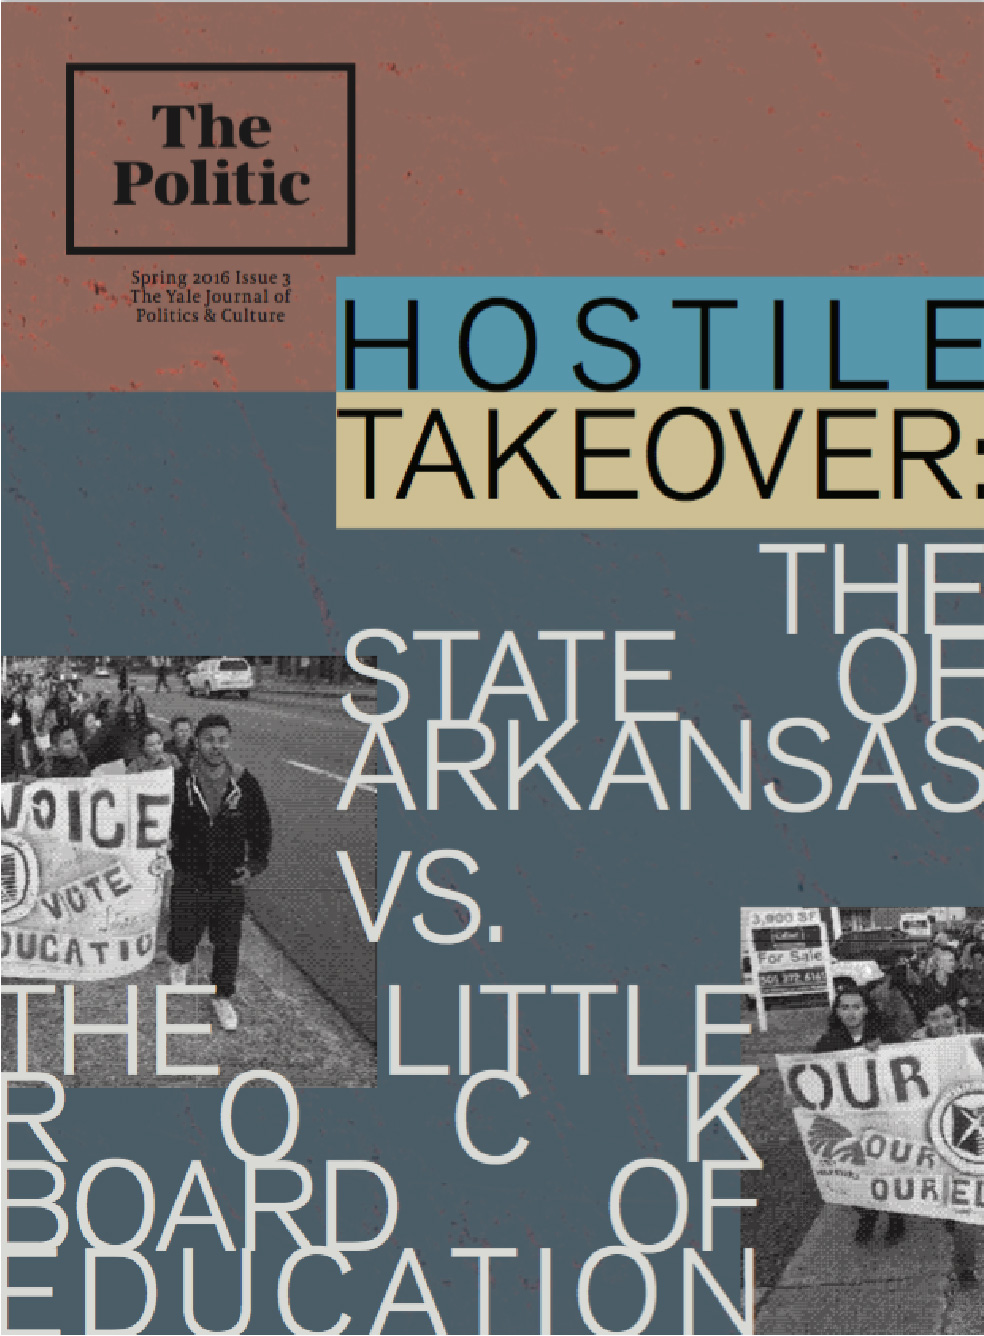 The
Politic
Spring 2016 Issue 3
The Yale Journal of
Politics & Culture
HOSTILE
TAKEOVER:
THE
STATE OF
ARKANSAS
VS.
THE LITTLE
ROCK
BOARD OF
EDUCATION
VOICE
VOTE
DUCATIO
3,900 SF
For Sale
OUR
OUR
OUR ED